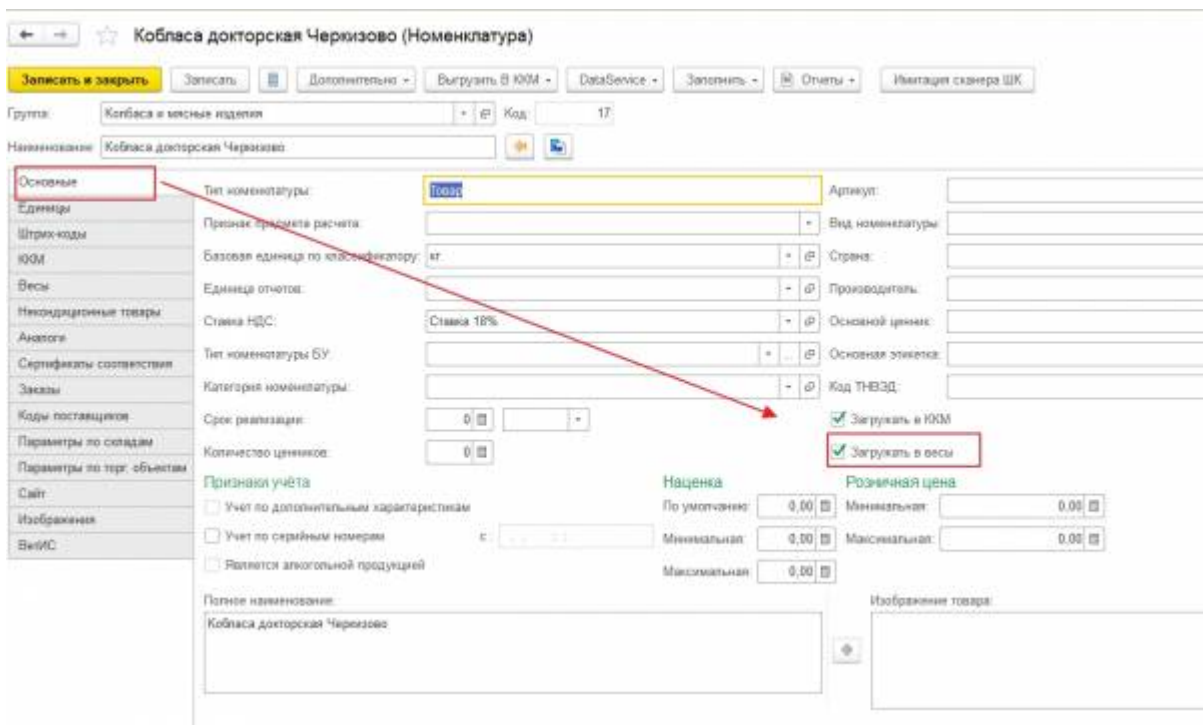 Кобласа докторская Черкизово (Номенклатура)
Записать и закрыть Записать Дополнительно Выгрузить В ККМ DataService Заполнить Отчеты Имитация сканера ШК
Группа: Колбаса и мясные изделия Код: 17
Наименование: Кобласа докторская Черкизово
Основные
Единицы
Штрих-коды
ККМ
Весы
Некондиционные товары
Аналоги
Сертификаты соответствия
Заказы
Коды поставщиков
Параметры по складам
Параметры по торг. объектам
Сайт
Изображения
ВетИС
Тип номенклатуры: Товар Артикул:
Признак предмета расчета: Вид номенклатуры:
Базовая единица по классификатору: кг Страна:
Единица отчетов: Производитель:
Ставка НДС: Ставка 18% Основной ценник:
Тип номенклатуры БУ: Основная этикетка:
Категория номенклатуры: Код ТНВЭД:
Срок реализации: 0 Загружать в ККМ
Количество ценников: 0 Загружать в весы
Признаки учёта Наценка Розничная цена
Учет по дополнительным характеристикам По умолчанию: 0,00 Минимальная: 0,00
Учет по серийным номерам с: Минимальная: 0,00 Максимальная: 0,00
Является алкогольной продукцией Максимальная: 0,00
Полное наименование: Изображение товара:
Кобласа докторская Черкизово